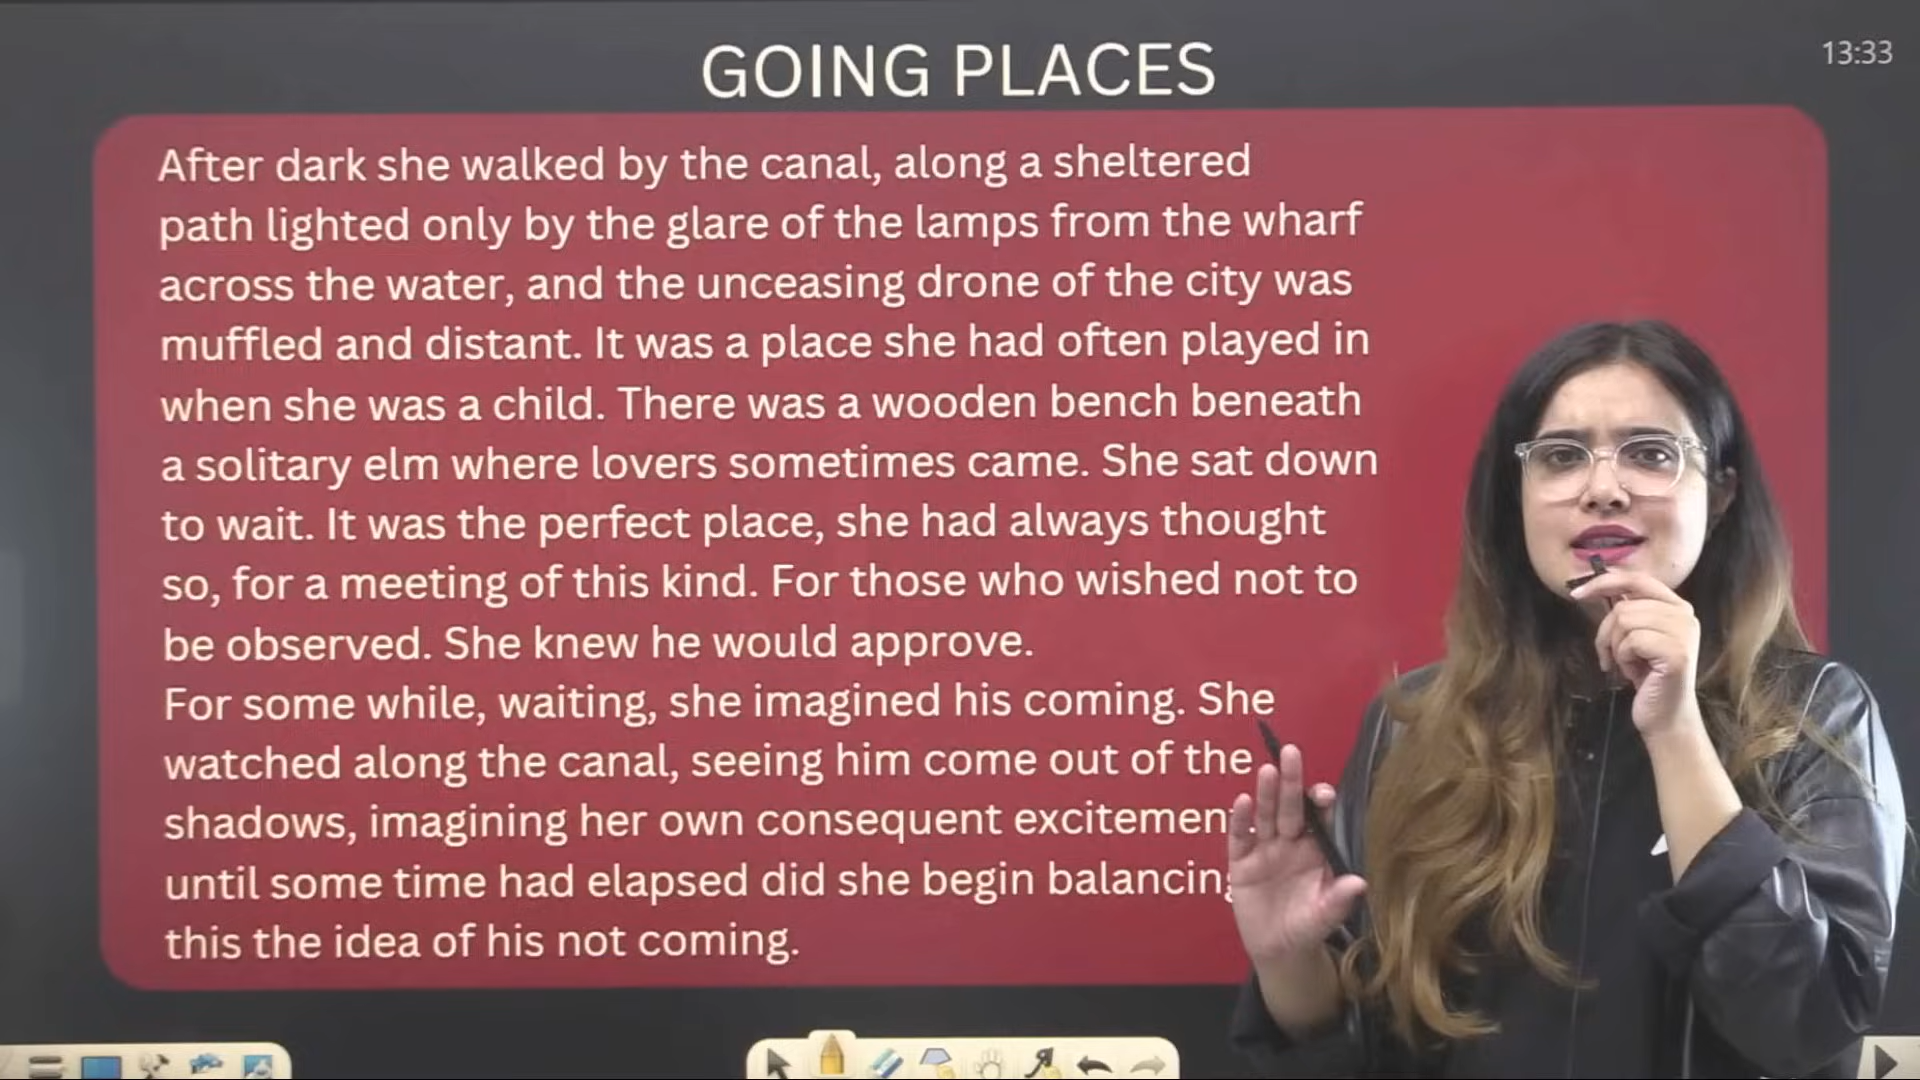 GOING PLACES
13:33
After dark she walked by the canal, along a sheltered
path lighted only by the glare of the lamps from the wharf
across the water, and the unceasing drone of the city was
muffled and distant. It was a place she had often played in
when she was a child. There was a wooden bench beneath
a solitary elm where lovers sometimes came. She sat down
to wait. It was the perfect place, she had always thought
so, for a meeting of this kind. For those who wished not to
be observed. She knew he would approve.
For some while, waiting, she imagined his coming. She
watched along the canal, seeing him come out of the
shadows, imagining her own consequent excitement.
until some time had elapsed did she begin balancing
this the idea of his not coming.